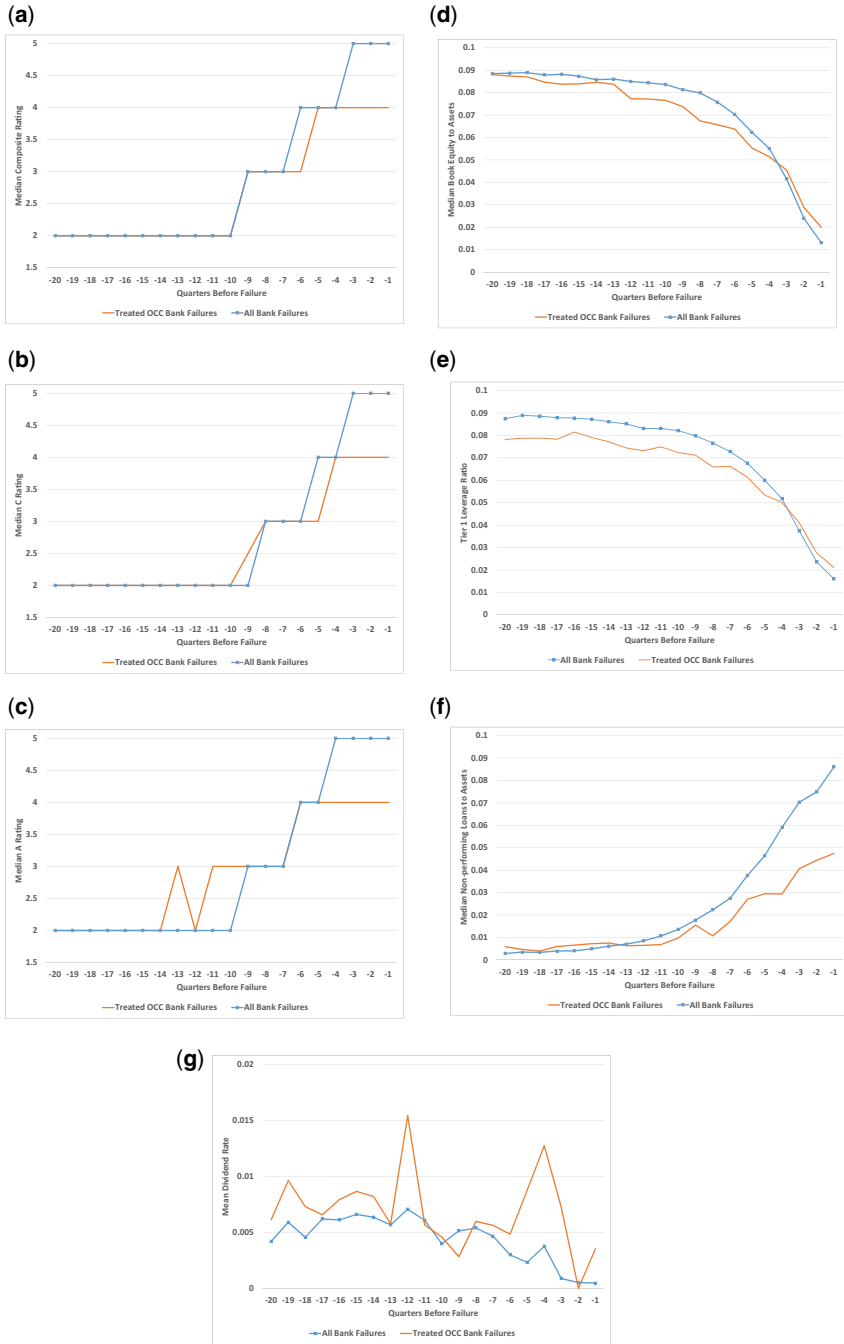 (a)
5
4.5
4
3.5
3
2.5
2
1.5
Median Composite Rating
-20 -19 -18 -17 -16 -15 -14 -13 -12 -11 -10 -9 -8 -7 -6 -5 -4 -3 -2 -1
Quarters Before Failure
Treated OCC Bank Failures All Bank Failures
(b)
5
4.5
4
3.5
3
2.5
2
1.5
Median C Rating
-20 -19 -18 -17 -16 -15 -14 -13 -12 -11 -10 -9 -8 -7 -6 -5 -4 -3 -2 -1
Quarters Before Failure
Treated OCC Bank Failures All Bank Failures
(c)
5
4.5
4
3.5
3
2.5
2
1.5
Median A Rating
-20 -19 -18 -17 -16 -15 -14 -13 -12 -11 -10 -9 -8 -7 -6 -5 -4 -3 -2 -1
Quarters Before Failure
Treated OCC Bank Failures All Bank Failures
(d)
0.1
0.09
0.08
0.07
0.06
0.05
0.04
0.03
0.02
0.01
0
Median Book Equity to Assets
-20 -19 -18 -17 -16 -15 -14 -13 -12 -11 -10 -9 -8 -7 -6 -5 -4 -3 -2 -1
Quarters Before Failure
Treated OCC Bank Failures All Bank Failures
(e)
0.1
0.09
0.08
0.07
0.06
0.05
0.04
0.03
0.02
0.01
0
Tier 1 Leverage Ratio
-20 -19 -18 -17 -16 -15 -14 -13 -12 -11 -10 -9 -8 -7 -6 -5 -4 -3 -2 -1
Quarters Before Failure
All Bank Failures Treated OCC Bank Failures
(f)
0.1
0.09
0.08
0.07
0.06
0.05
0.04
0.03
0.02
0.01
0
Median Non-performing Loans to Assets
-20 -19 -18 -17 -16 -15 -14 -13 -12 -11 -10 -9 -8 -7 -6 -5 -4 -3 -2 -1
Quarters Before Failure
Treated OCC Bank Failures All Bank Failures
(g)
0.02
0.015
0.01
0.005
0
Mean Dividend Rate
-20 -19 -18 -17 -16 -15 -14 -13 -12 -11 -10 -9 -8 -7 -6 -5 -4 -3 -2 -1
Quarters Before Failure
All Bank Failures Treated OCC Bank Failures